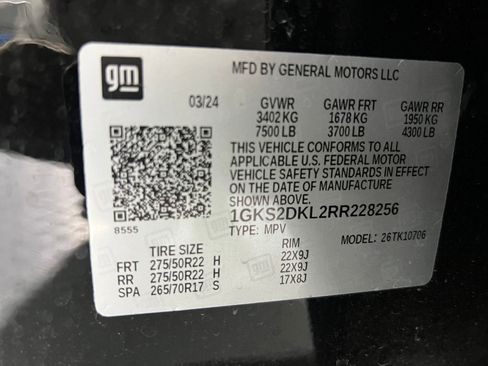 gm
MFD BY GENERAL MOTORS LLC
03/24 GVWR GAWR FRT GAWR RR
3402 KG 1678 KG 1950 KG
7500 LB 3700 LB 4300 LB
THIS VEHICLE CONFORMS TO ALL
APPLICABLE U.S. FEDERAL MOTOR
VEHICLE SAFETY STANDARDS IN EFFECT
ON THE DATE OF MANUFACTURE
SHOWN ABOVE.
8555 1GKS2DKL2RR228256
TYPE: MPV MODEL: 26TK10706
TIRE SIZE RIM
FRT 275/50R22 H 22X9J
RR 275/50R22 H 22X9J
SPA 265/70R17 S 17X8J